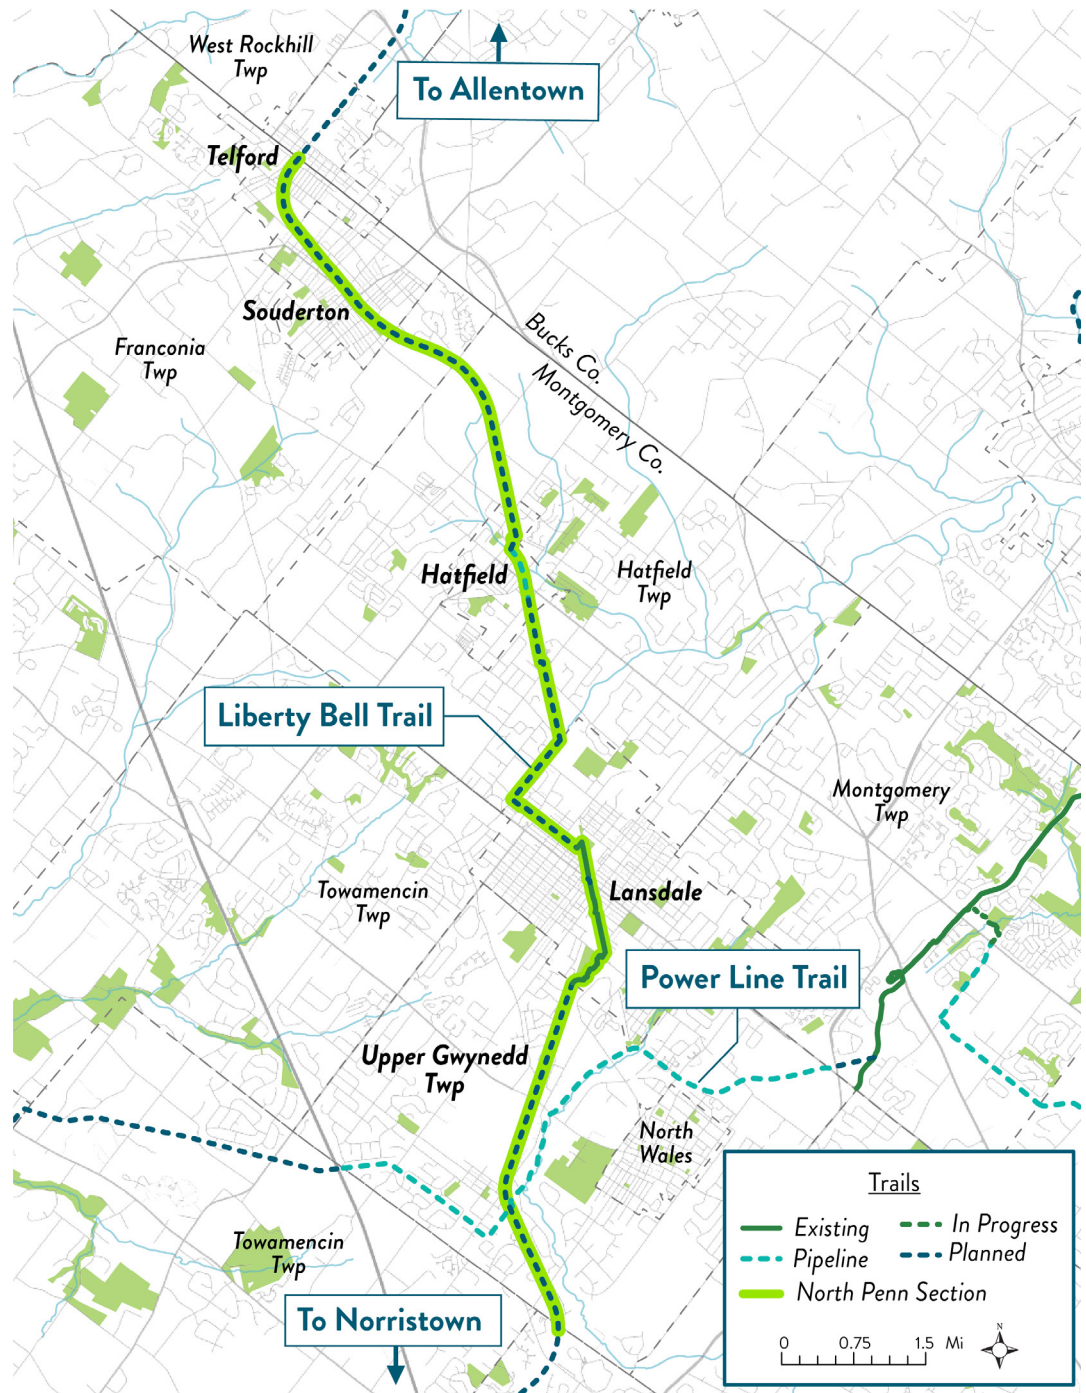 West Rockhill
Twp
To Allentown
Telford
Souderton
Bucks Co.
Montgomery Co.
Franconia
Twp
Hatfield
Hatfield
Twp
Liberty Bell Trail
Montgomery
Twp
Towamencin
Twp
Lansdale
Power Line Trail
Upper Gwynedd
Twp
North
Wales
Towamencin
Twp
To Norristown
Trails
Existing
In Progress
Pipeline
Planned
North Penn Section
0 0.75 1.5 Mi
N